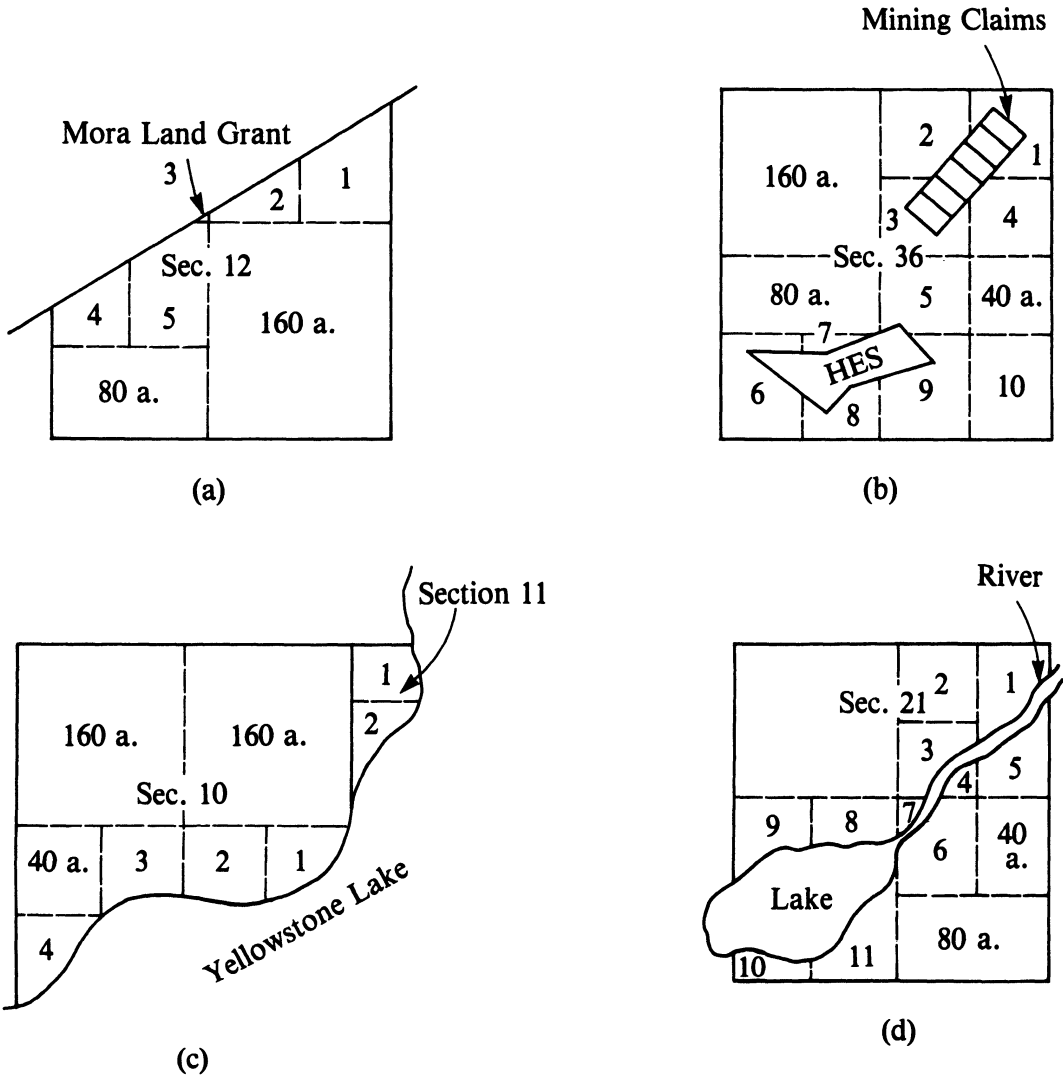 Mora Land Grant
3
2
1
Sec. 12
4
5
160 a.
80 a.
(a)
Mining Claims
2
1
160 a.
3
4
Sec. 36
80 a.
5
40 a.
7
HES
6
8
9
10
(b)
Section 11
1
2
160 a.
160 a.
Sec. 10
40 a.
3
2
1
4
Yellowstone Lake
(c)
River
2
1
Sec. 21
3
4
5
9
8
7
6
40
a.
Lake
80 a.
10
11
(d)